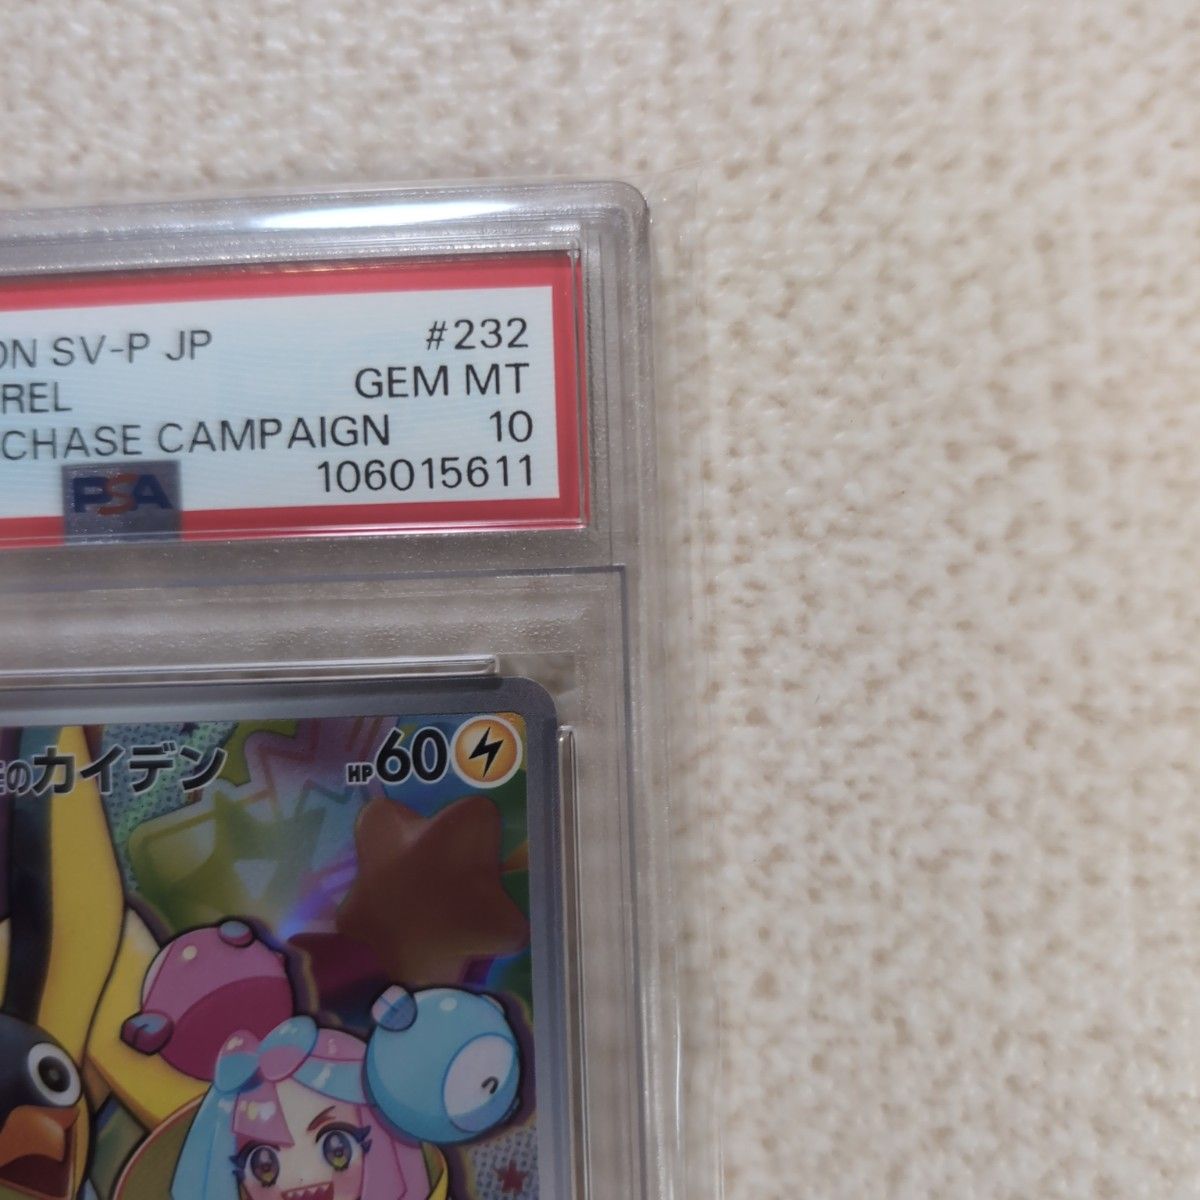 ON SV-P JP #232
REL GEM MT
CHASE CAMPAIGN 10
PSA 106015611
のカイデン HP60